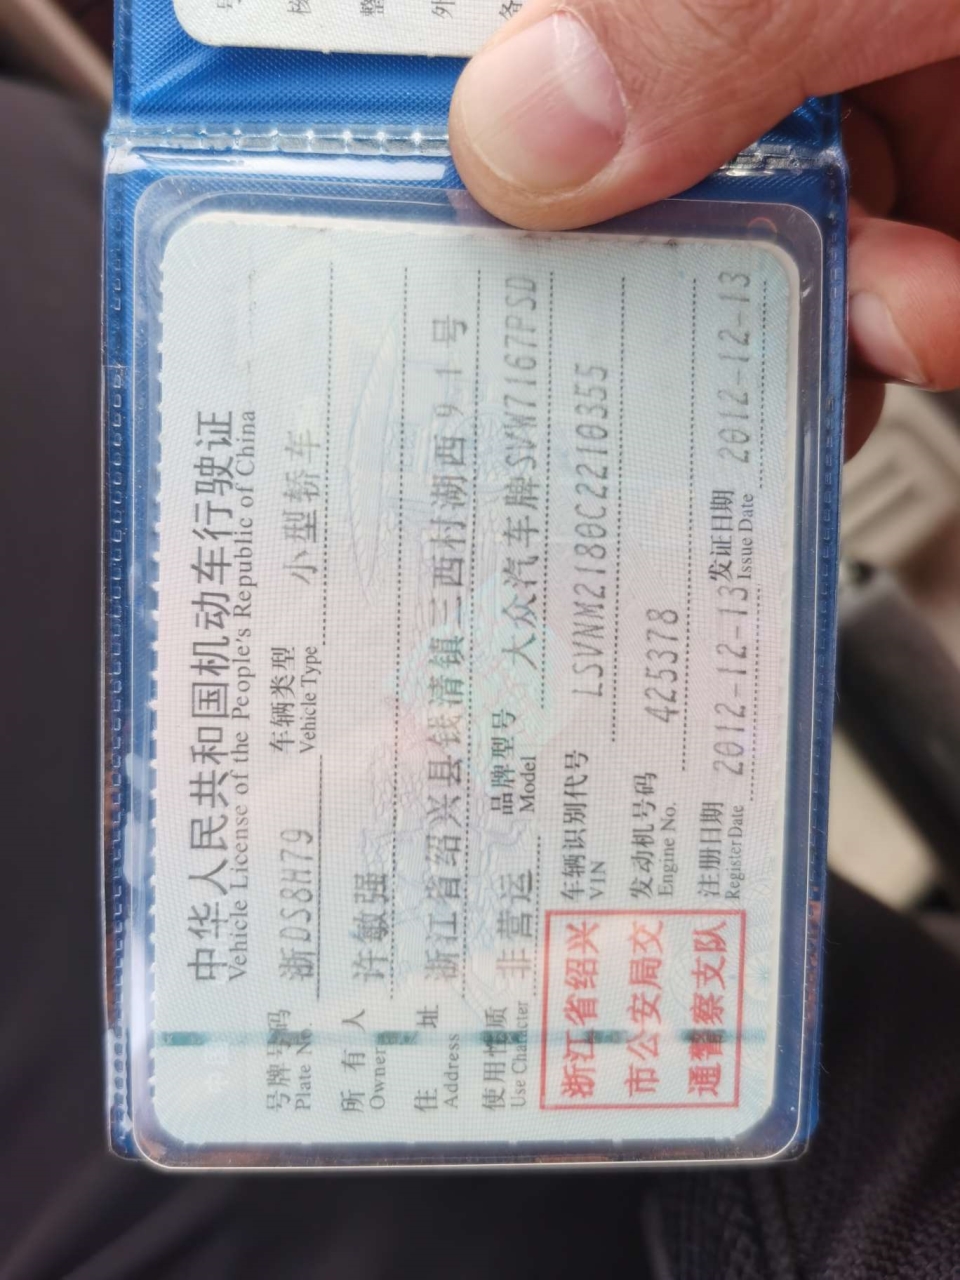 中华人民共和国机动车行驶证
Vehicle License of the People's Republic of China
号牌号码 浙DS8H79 车辆类型 小型轿车
Plate No. Vehicle Type
所有人 许敏强
Owner
住址 浙江省绍兴县钱清镇三西村湖西９１号
Address
使用性质 非营运 品牌型号 大众汽车牌SVW7167PSD
Use Character Model
浙江省绍兴
市公安局交
通警察支队
车辆识别代号 LSVNM2180C2210355
VIN
发动机号码 425378
Engine No.
注册日期 2012-12-13 发证日期 2012-12-13
Register Date Issue Date